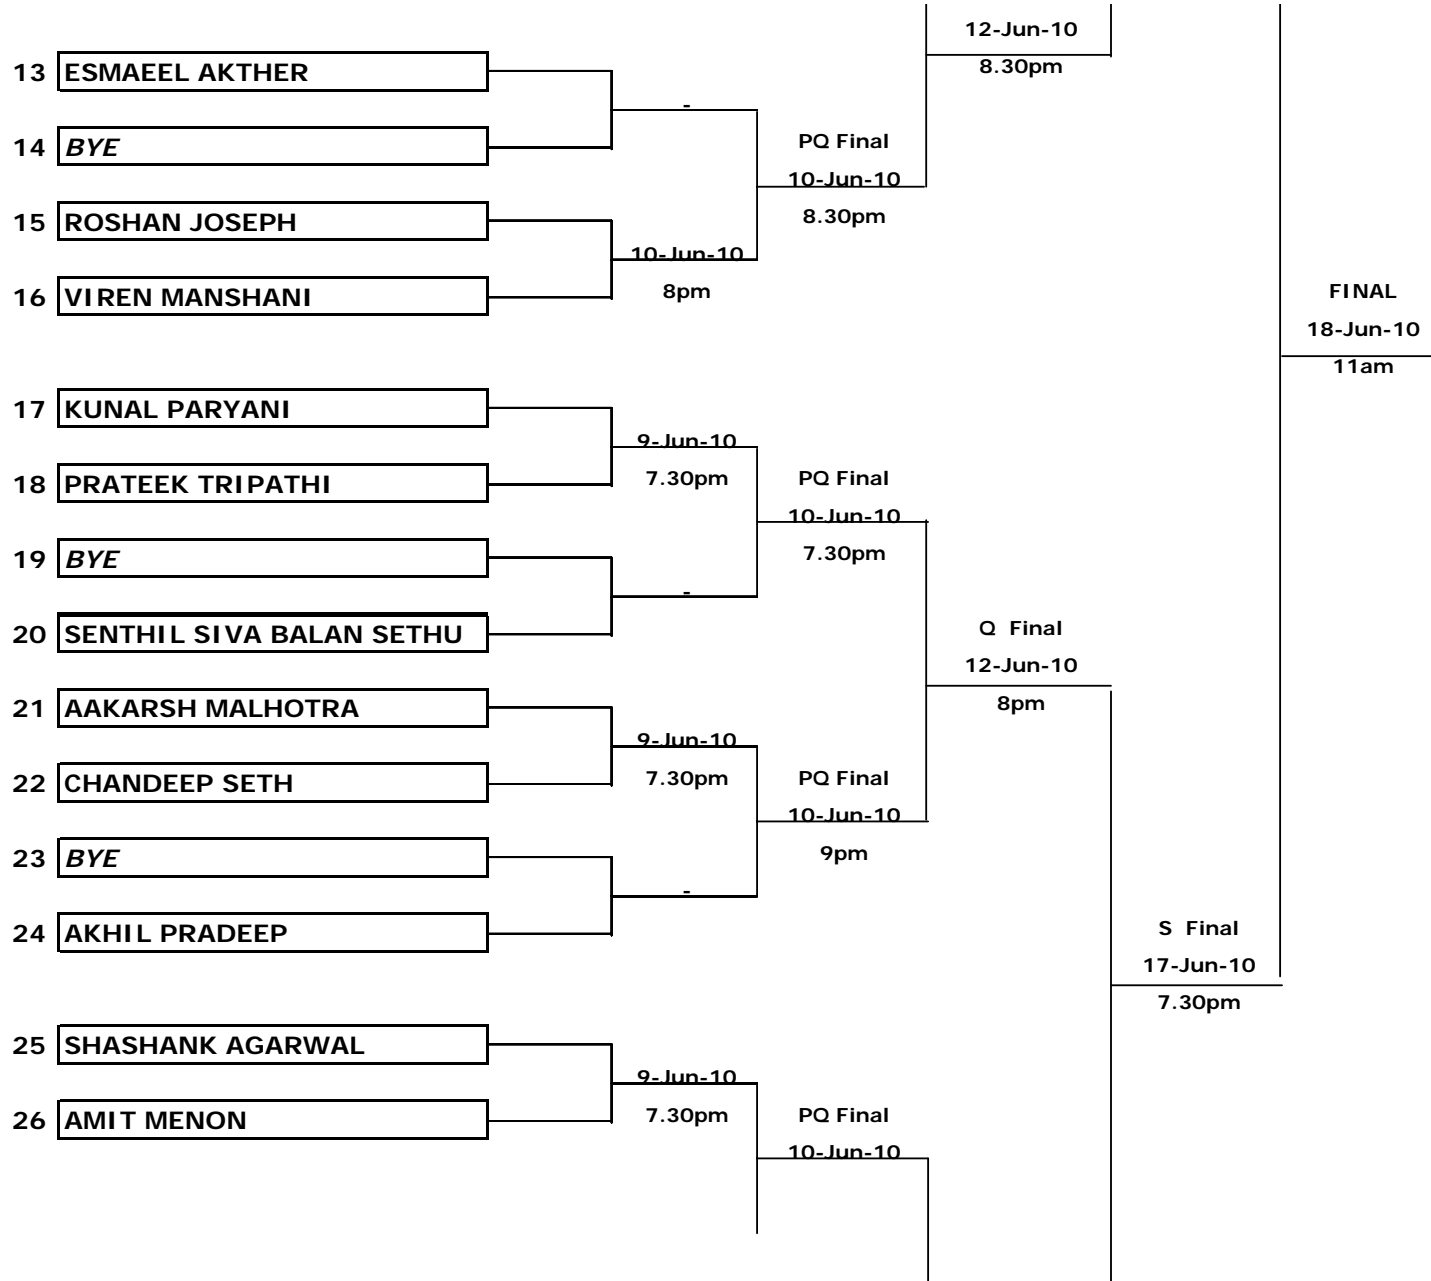 12-Jun-10
8.30pm
13 ESMAEEL AKTHER
-
14 BYE
PQ Final
10-Jun-10
8.30pm
15 ROSHAN JOSEPH
10-Jun-10
8pm
16 VIREN MANSHANI
FINAL
18-Jun-10
11am
17 KUNAL PARYANI
9-Jun-10
7.30pm
18 PRATEEK TRIPATHI
PQ Final
10-Jun-10
7.30pm
19 BYE
-
20 SENTHIL SIVA BALAN SETHU
Q Final
12-Jun-10
8pm
21 AAKARSH MALHOTRA
9-Jun-10
7.30pm
22 CHANDEEP SETH
PQ Final
10-Jun-10
9pm
23 BYE
-
24 AKHIL PRADEEP
S Final
17-Jun-10
7.30pm
25 SHASHANK AGARWAL
9-Jun-10
7.30pm
26 AMIT MENON
PQ Final
10-Jun-10